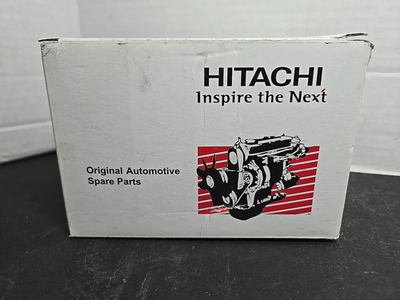 HITACHI
Inspire the Next
Original Automotive
Spare Parts